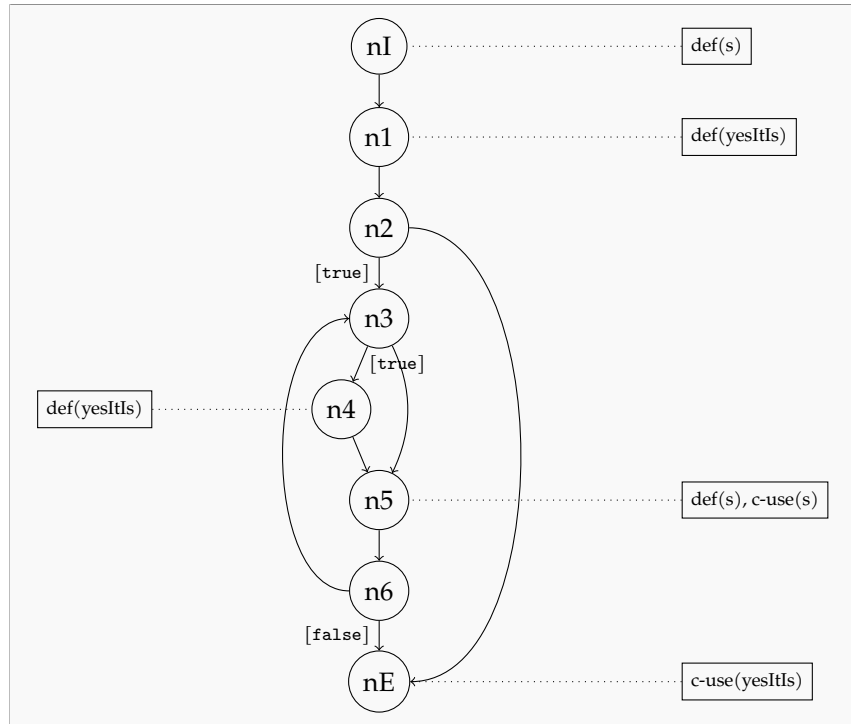 nI
def(s)
n1
def(yesItIs)
n2
[true]
n3
[true]
n4
def(yesItIs)
n5
def(s), c-use(s)
n6
[false]
nE
c-use(yesItIs)